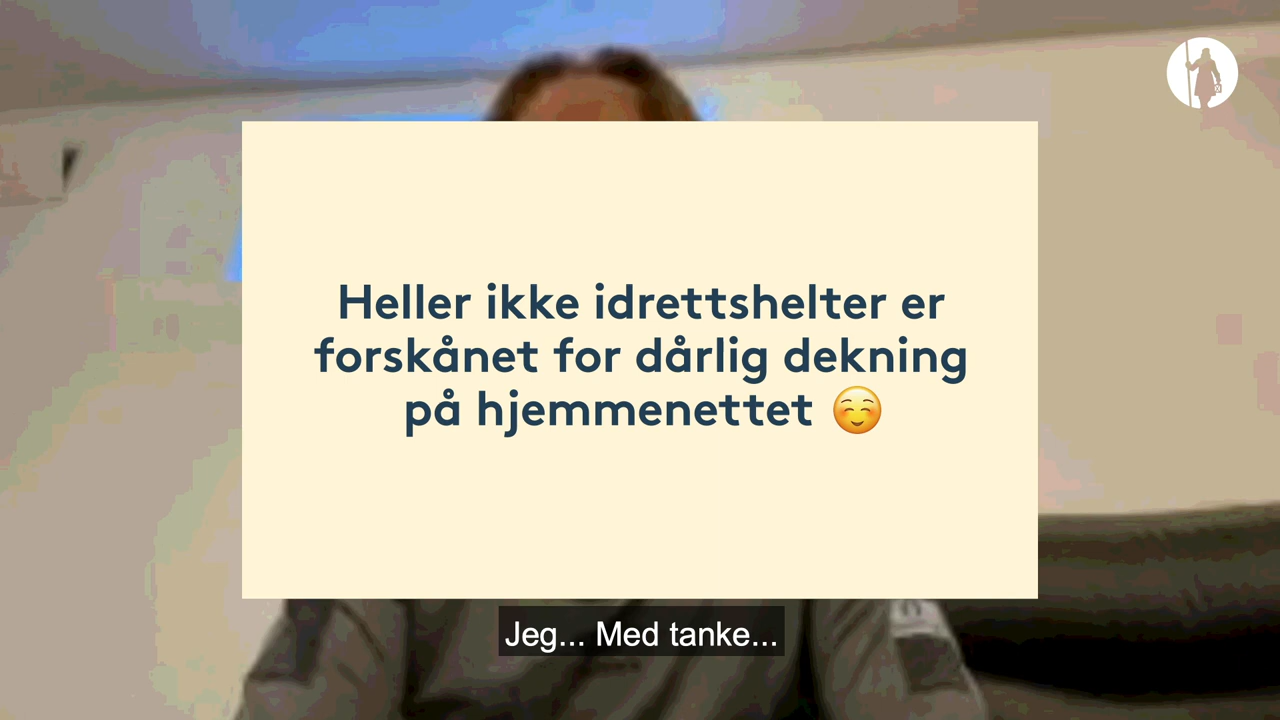 Heller ikke idrettshelter er
forskånet for dårlig dekning
på hjemmenettet ☺️
Jeg... Med tanke...